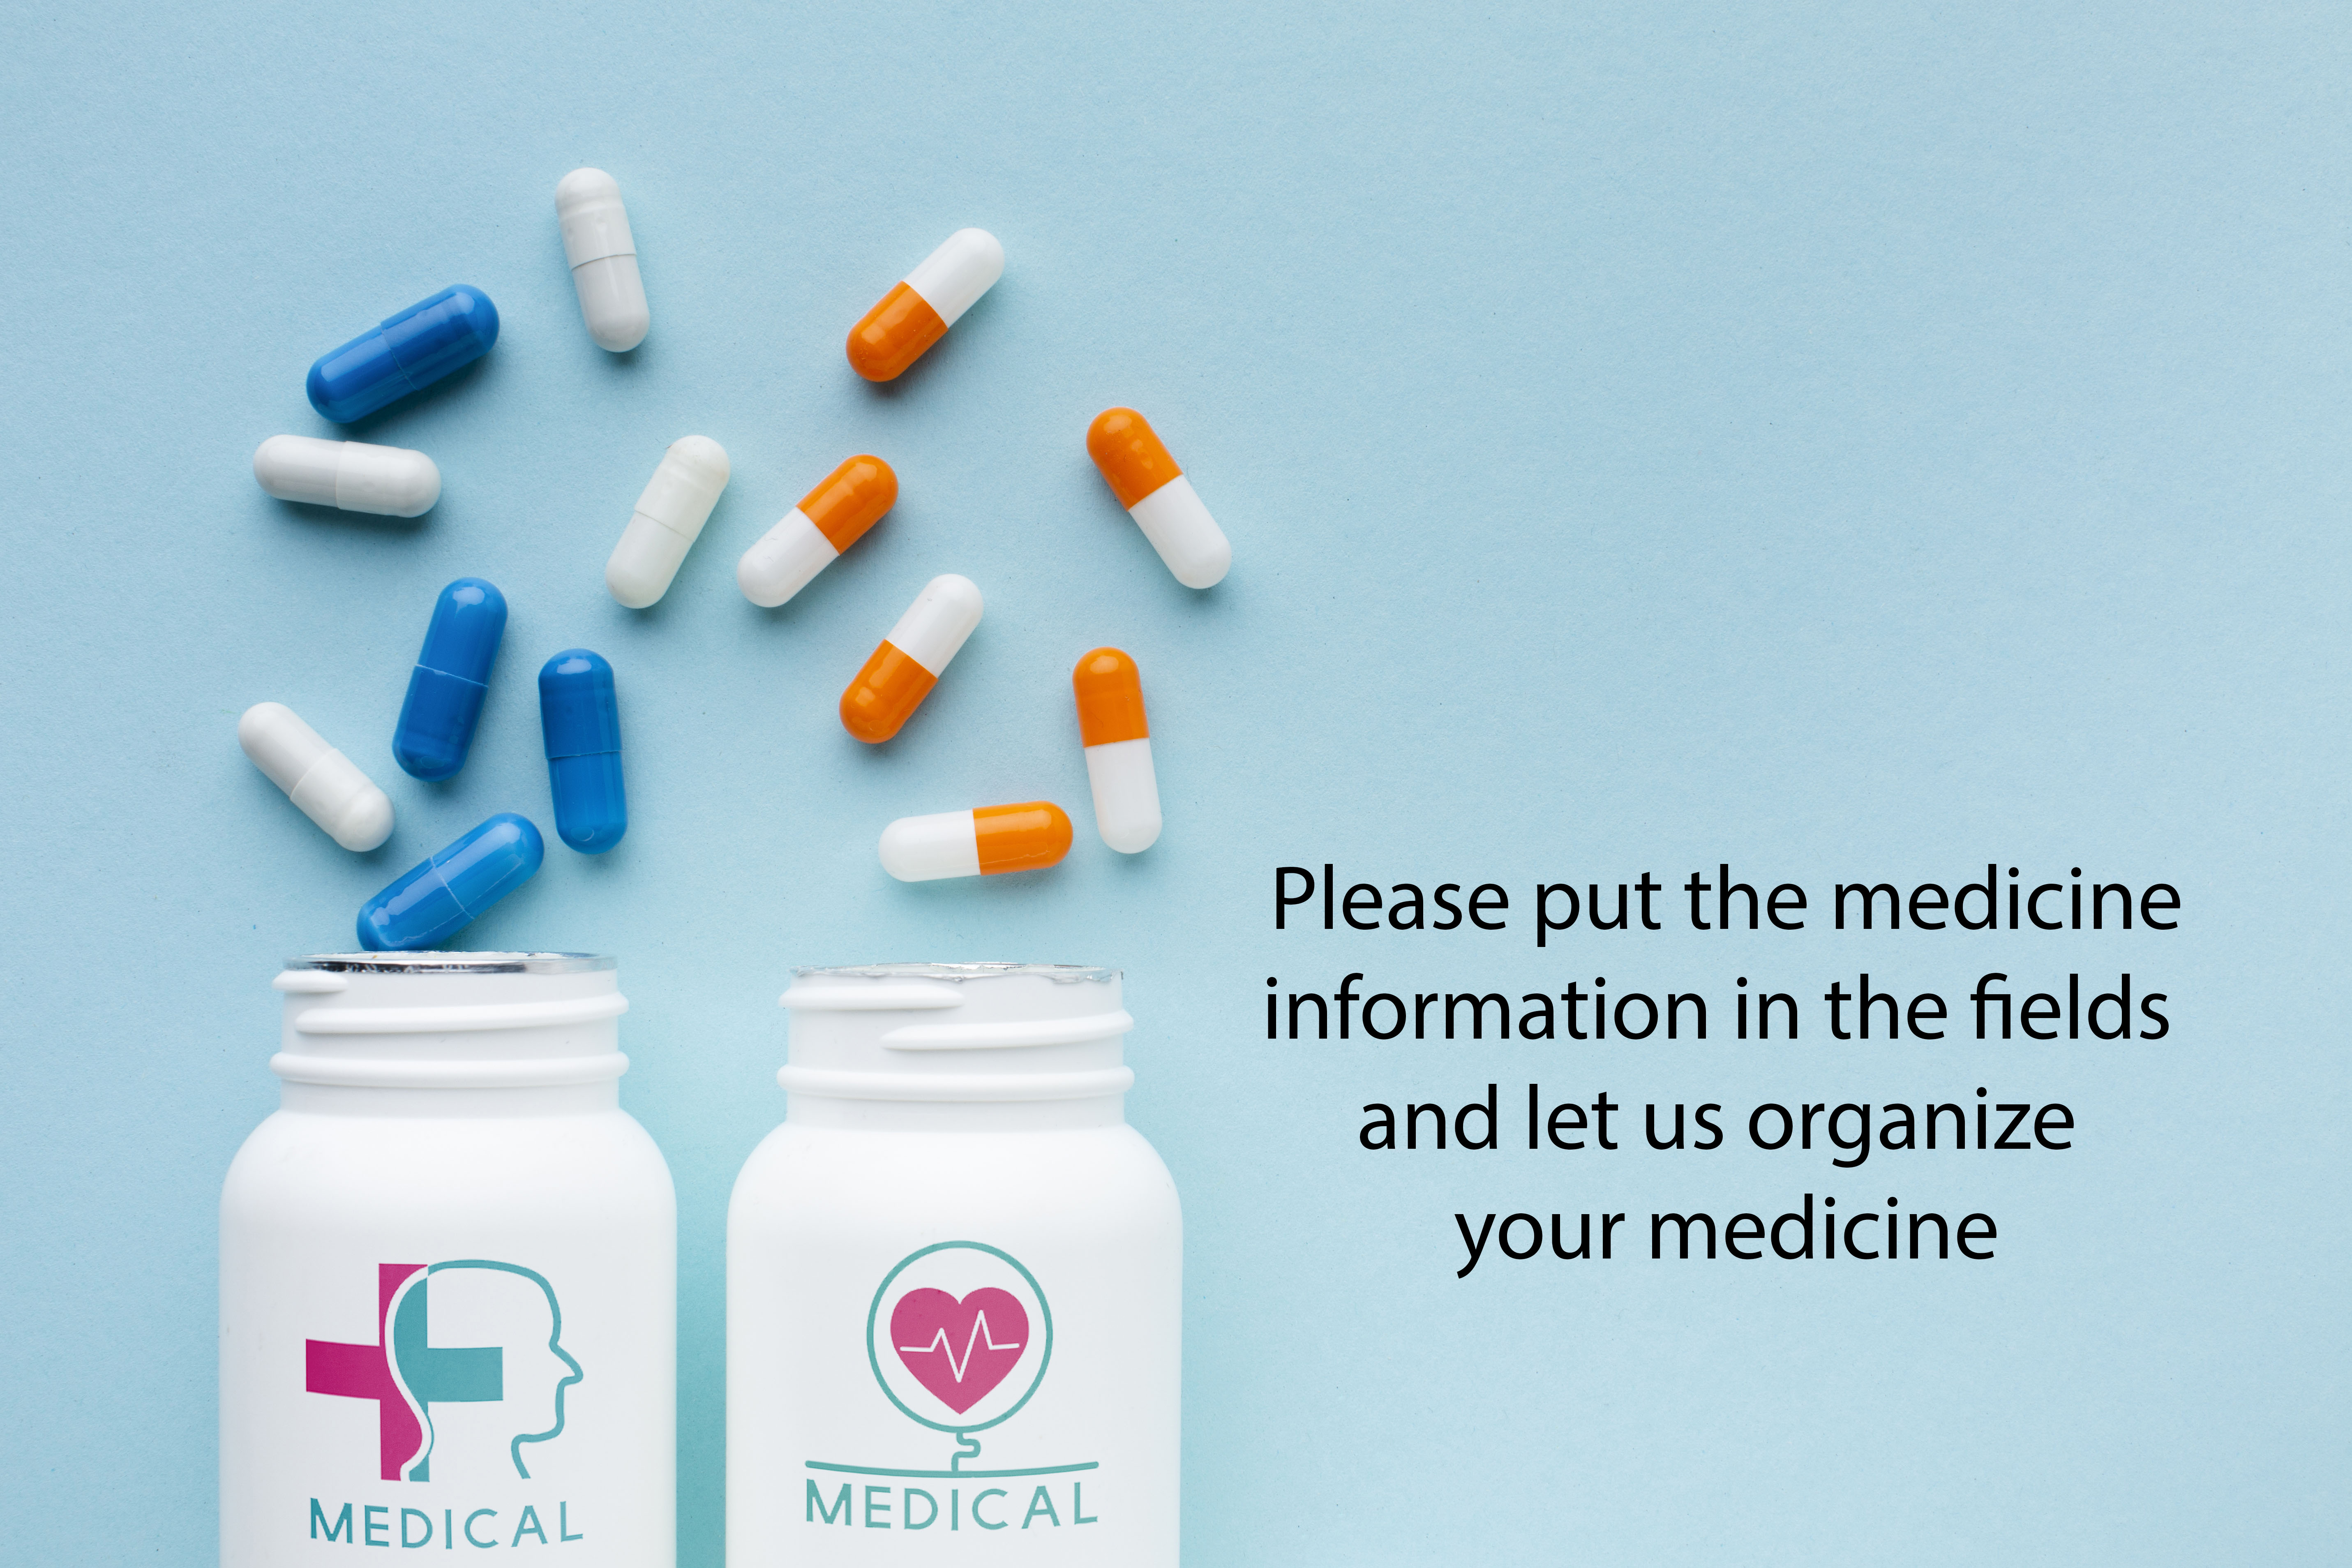 Please put the medicine
information in the fields
and let us organize
your medicine
MEDICAL
MEDICAL